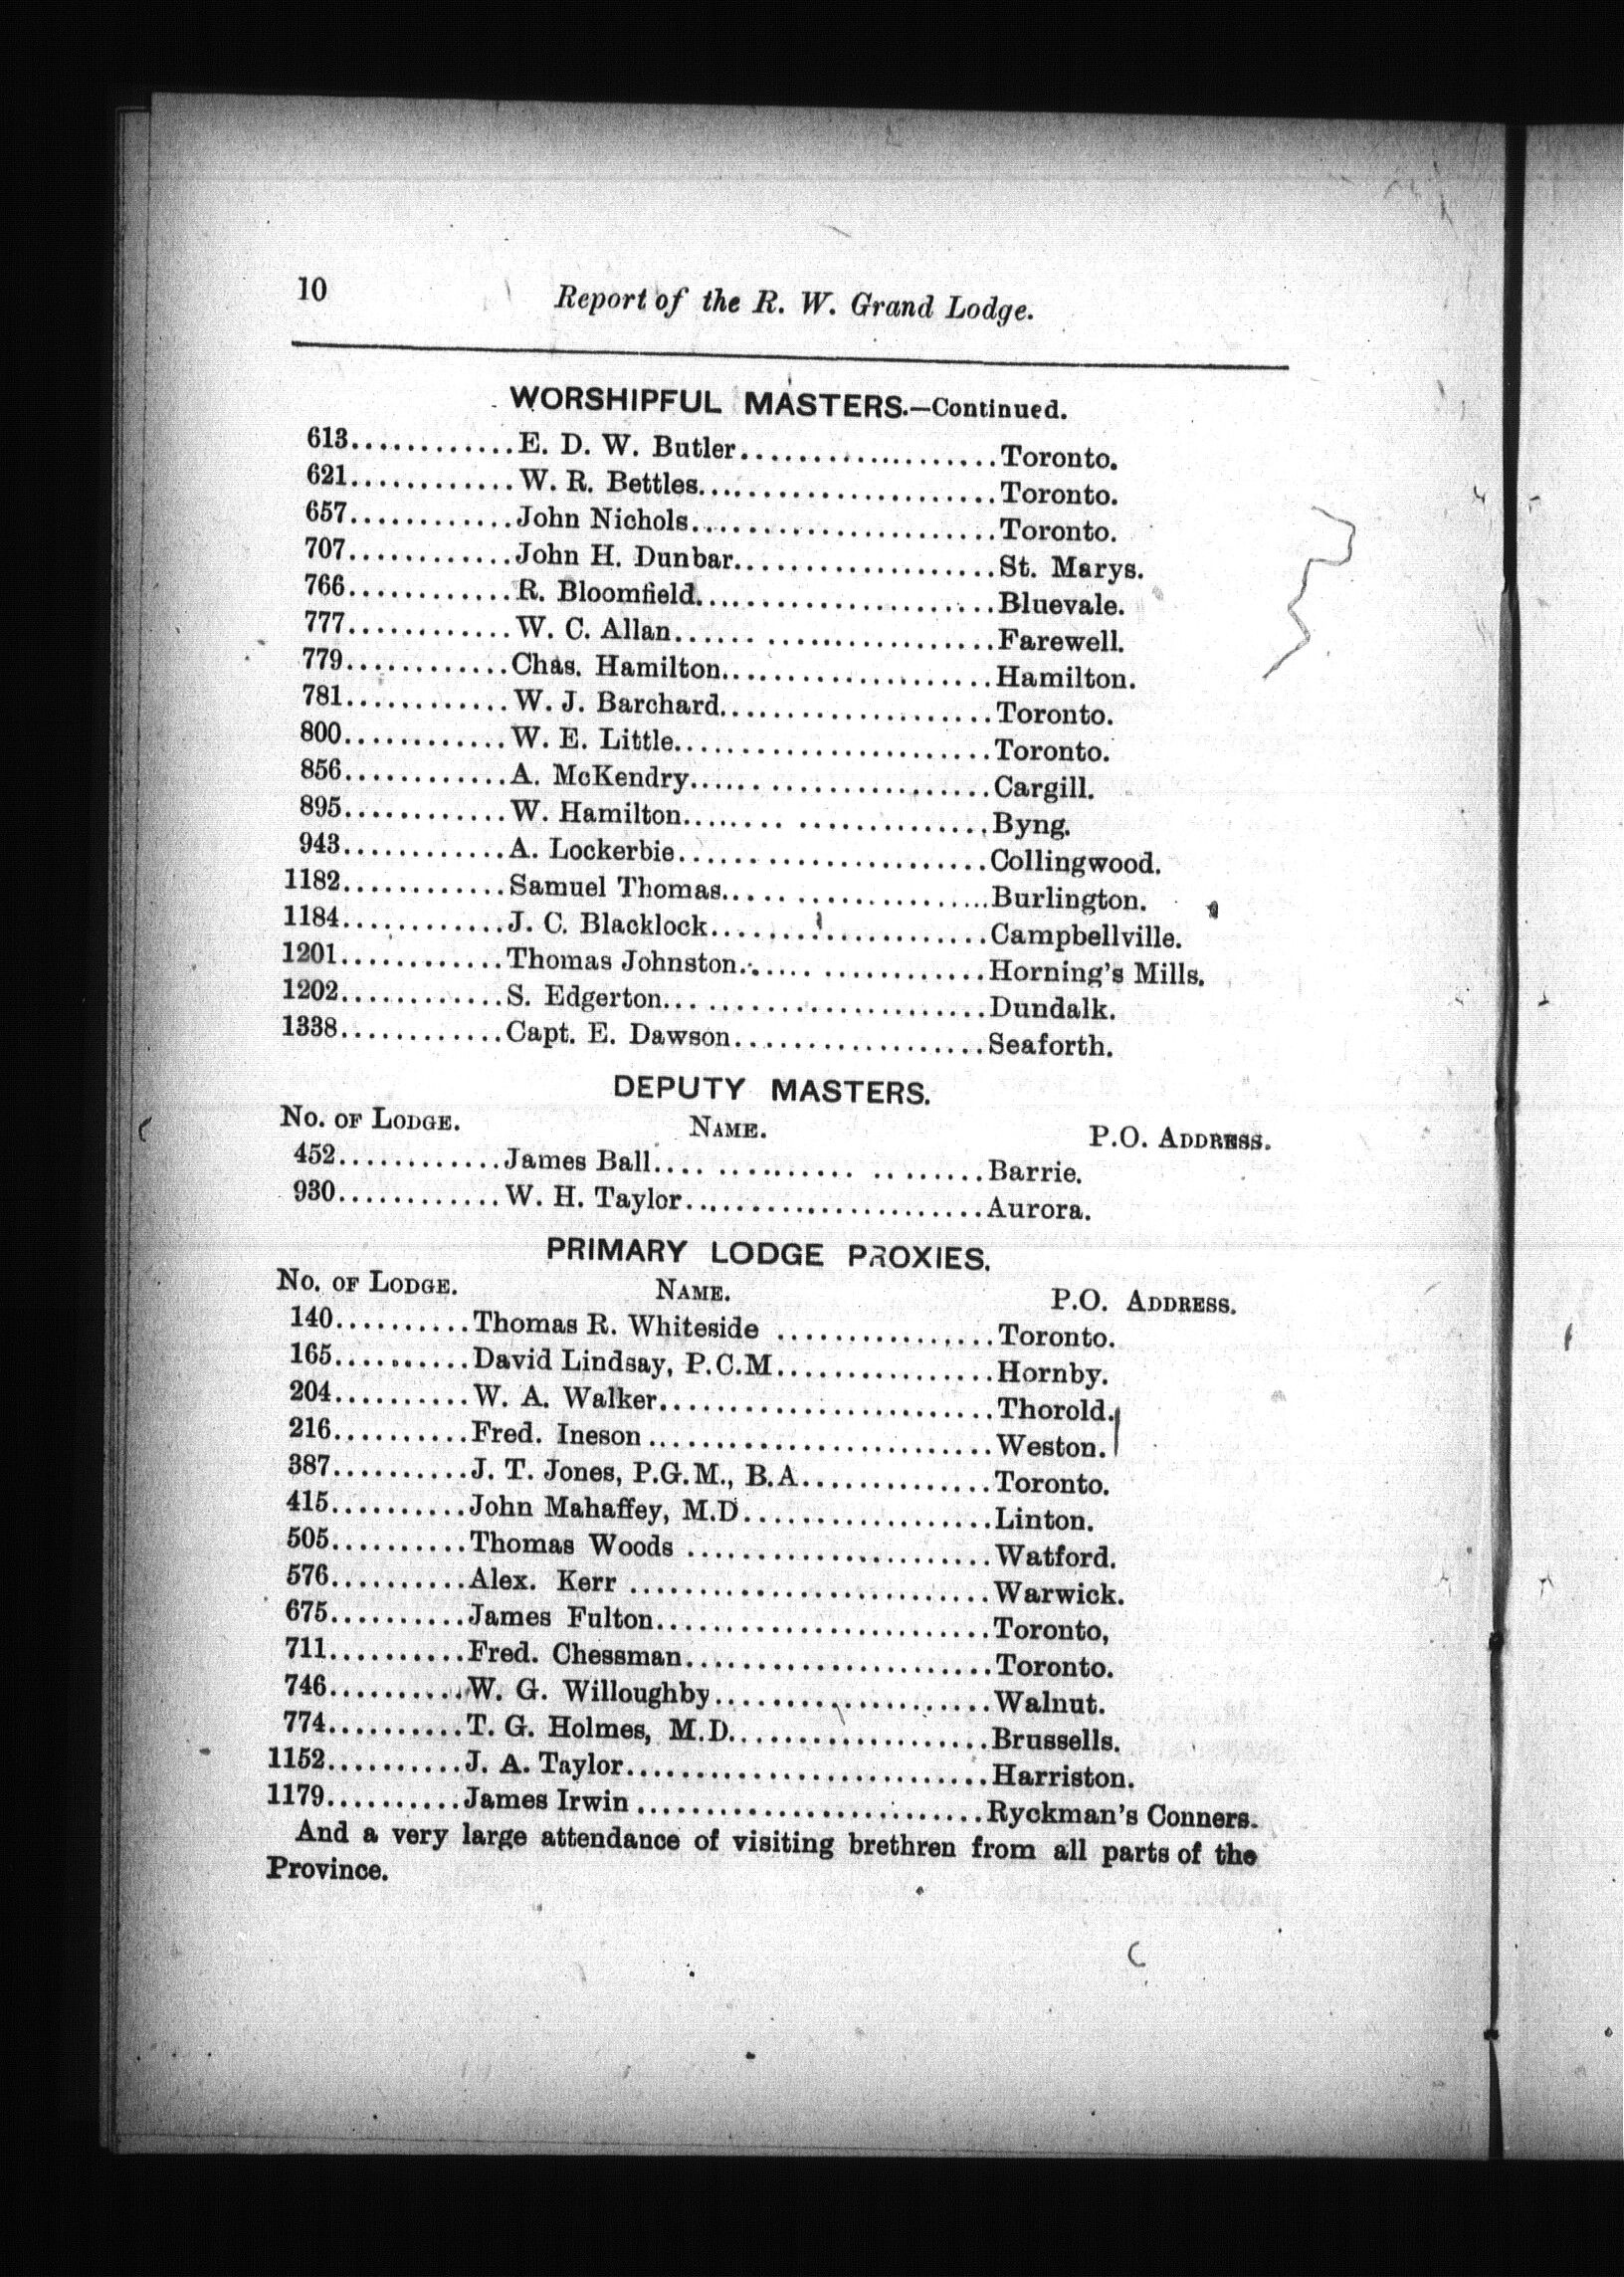 10
Report of the R. W. Grand Lodge.
WORSHIPFUL MASTERS.—Continued.
613............E. D. W. Butler...................Toronto.
621............W. R. Bettles......................Toronto.
657............John Nichols......................Toronto.
707............John H. Dunbar...................St. Marys.
766............R. Bloomfield......................Bluevale.
777............W. C. Allan...... .................Farewell.
779............Chas. Hamilton....................Hamilton.
781............W. J. Barchard....................Toronto.
800............W. E. Little.......................Toronto.
856............A. McKendry...... ................Cargill.
895............W. Hamilton........ ..............Byng.
943............A. Lockerbie...... ................Collingwood.
1182............Samuel Thomas.... ...............Burlington.
1184............J. C. Blacklock....................Campbellville.
1201............Thomas Johnston...... ............Horning's Mills.
1202............S. Edgerton... .....................Dundalk.
1338............Capt. E. Dawson..................Seaforth.
DEPUTY MASTERS.
No. of Lodge. Name. P.O. Address.
452............James Ball.... .......... .. ......Barrie.
930............W. H. Taylor......................Aurora.
PRIMARY LODGE PROXIES.
No. of Lodge. Name. P.O. Address.
140..........Thomas R. Whiteside ................Toronto.
165..........David Lindsay, P.C.M................Hornby.
204..........W. A. Walker........................Thorold.
216..........Fred. Ineson .........................Weston.
387..........J. T. Jones, P.G.M., B.A..............Toronto.
415..........John Mahaffey, M.D..................Linton.
505..........Thomas Woods ......................Watford.
576..........Alex. Kerr ..........................Warwick.
675..........James Fulton........................Toronto,
711..........Fred. Chessman......................Toronto.
746..........W. G. Willoughby....................Walnut.
774..........T. G. Holmes, M.D...................Brussells.
1152..........J. A. Taylor..........................Harriston.
1179..........James Irwin .........................Ryckman's Conners.
And a very large attendance of visiting brethren from all parts of the
Province.